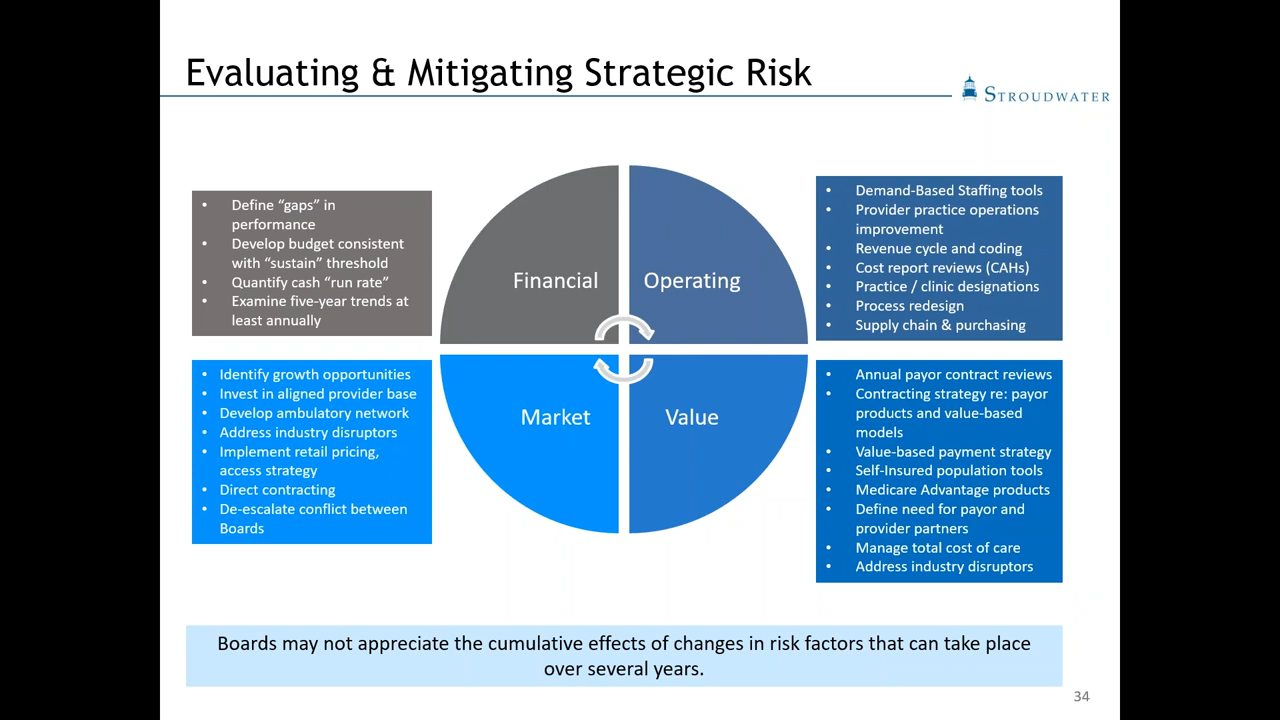 Evaluating & Mitigating Strategic Risk
STROUDWATER
• Define “gaps” in
performance
• Develop budget consistent
with “sustain” threshold
• Quantify cash “run rate”
• Examine five-year trends at
least annually
Financial
Operating
• Demand-Based Staffing tools
• Provider practice operations
improvement
• Revenue cycle and coding
• Cost report reviews (CAHs)
• Practice / clinic designations
• Process redesign
• Supply chain & purchasing
• Identify growth opportunities
• Invest in aligned provider base
• Develop ambulatory network
• Address industry disruptors
• Implement retail pricing,
access strategy
• Direct contracting
• De-escalate conflict between
Boards
Market
Value
• Annual payor contract reviews
• Contracting strategy re: payor
products and value-based
models
• Value-based payment strategy
• Self-Insured population tools
• Medicare Advantage products
• Define need for payor and
provider partners
• Manage total cost of care
• Address industry disruptors
Boards may not appreciate the cumulative effects of changes in risk factors that can take place
over several years.
34